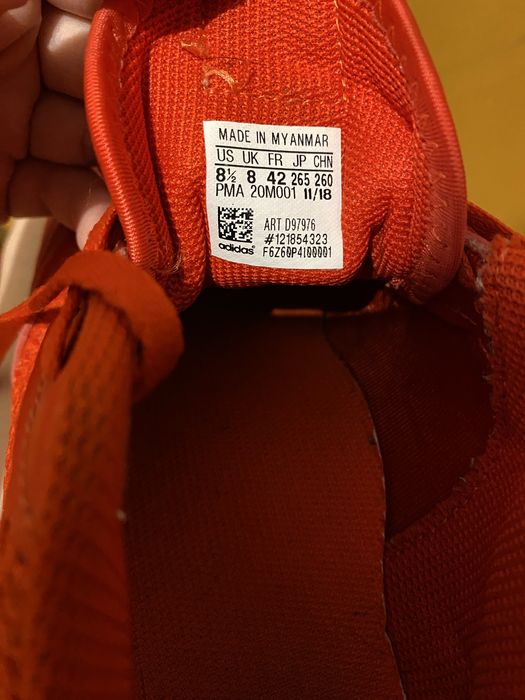 MADE IN MYANMAR
US UK FR JP CHN
8½ 8 42 265 260
PMA 20M001 11/18
ART D97976
#121854323
adidas F6Z60P4I00001